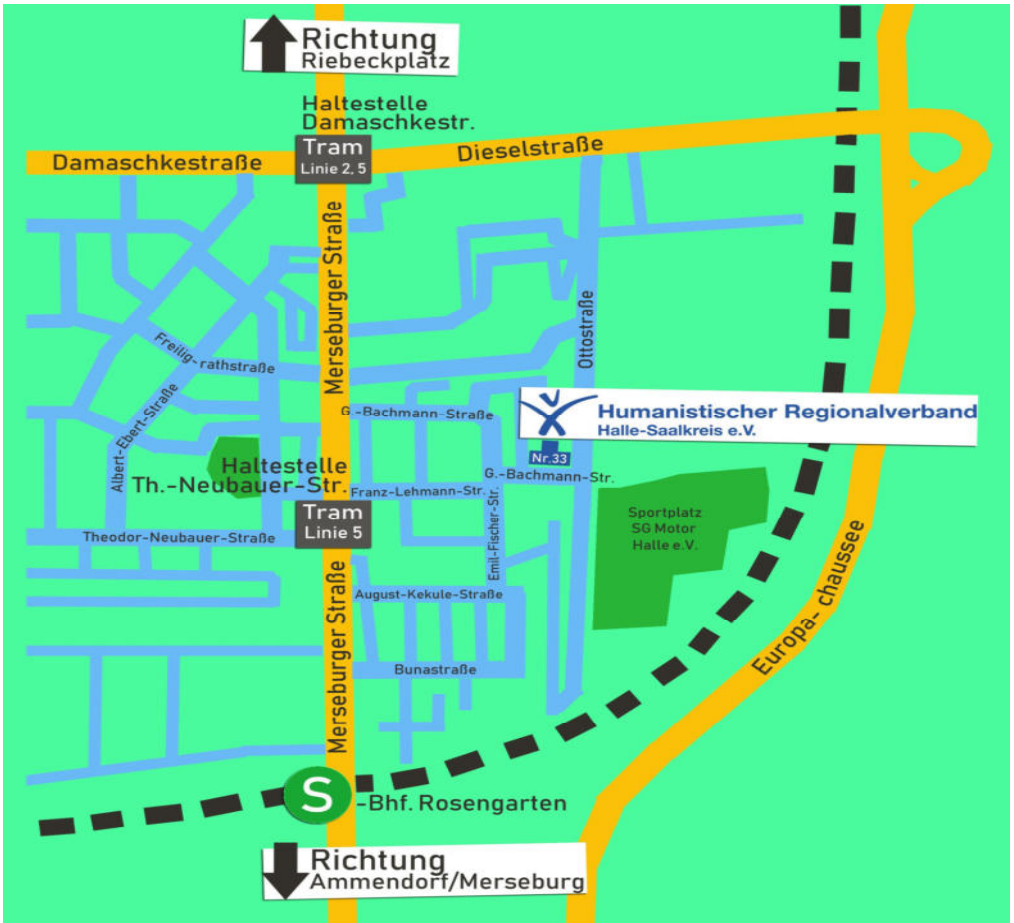 Richtung
Riebeckplatz
Haltestelle
Damaschkestr.
Tram
Linie 2, 5
Damaschkestraße
Dieselstraße
Merseburger Straße
Ottostraße
Freilig-rathstraße
Albert-Ebert-Straße
G.-Bachmann-Straße
Humanistischer Regionalverband
Halle-Saalkreis e.V.
Nr.33
G.-Bachmann-Str.
Haltestelle
Th.-Neubauer-Str.
Franz-Lehmann-Str.
Tram
Linie 5
Theodor-Neubauer-Straße
Emil-Fischer-Str.
Sportplatz
SG Motor
Halle e.V.
August-Kekule-Straße
Merseburger Straße
Bunastraße
Europa- chaussee
S
-Bhf. Rosengarten
Richtung
Ammendorf/Merseburg